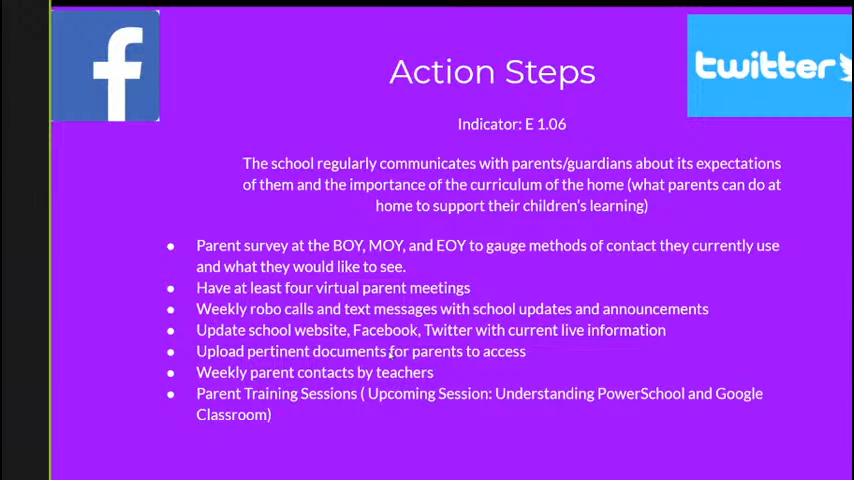 f
twitter
Action Steps
Indicator: E 1.06
The school regularly communicates with parents/guardians about its expectations
of them and the importance of the curriculum of the home (what parents can do at
home to support their children's learning)
● Parent survey at the BOY, MOY, and EOY to gauge methods of contact they currently use
and what they would like to see.
● Have at least four virtual parent meetings
● Weekly robo calls and text messages with school updates and announcements
● Update school website, Facebook, Twitter with current live information
● Upload pertinent documents for parents to access
● Weekly parent contacts by teachers
● Parent Training Sessions ( Upcoming Session: Understanding PowerSchool and Google
Classroom)